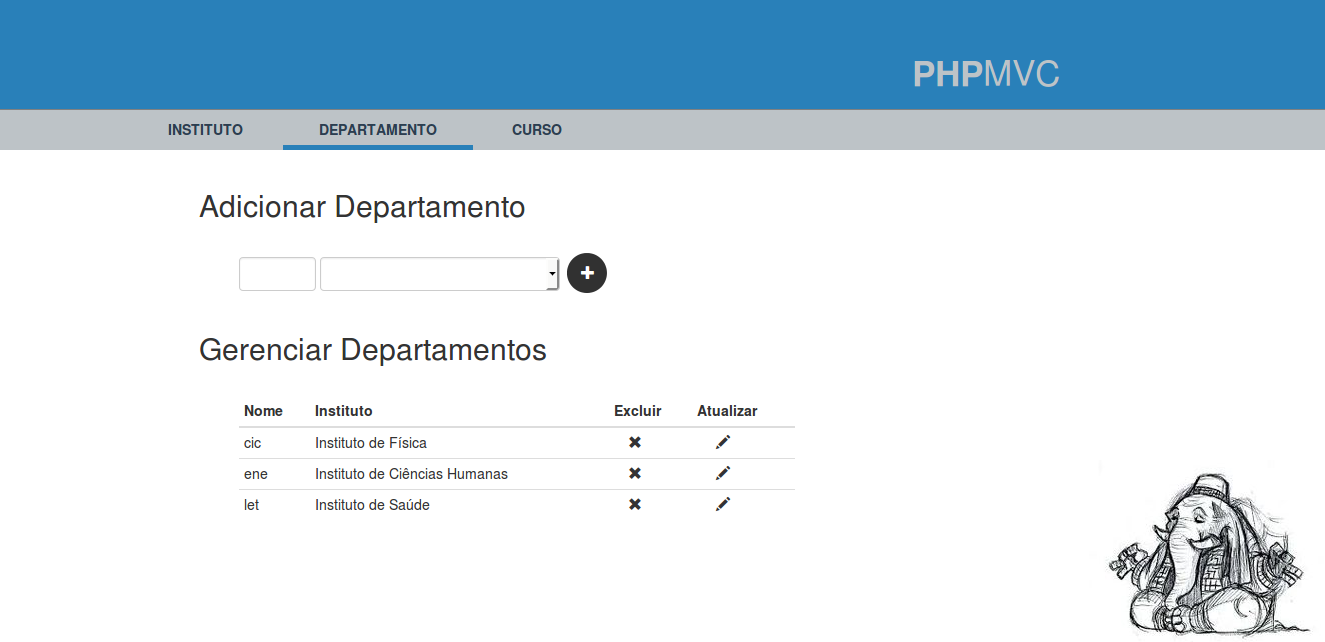 PHPMVC
INSTITUTO DEPARTAMENTO CURSO
Adicionar Departamento
Gerenciar Departamentos
Nome Instituto Excluir Atualizar
cic Instituto de Física
ene Instituto de Ciências Humanas
let Instituto de Saúde